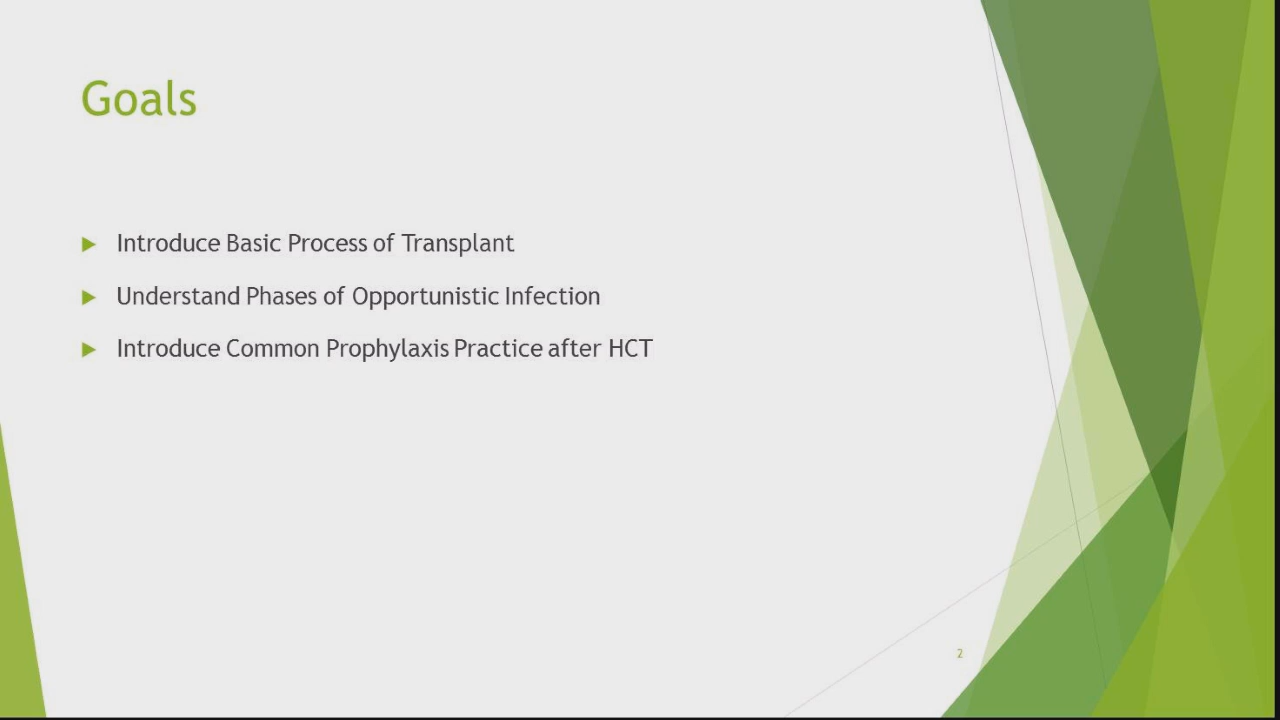 Goals
Introduce Basic Process of Transplant
Understand Phases of Opportunistic Infection
Introduce Common Prophylaxis Practice after HCT
2